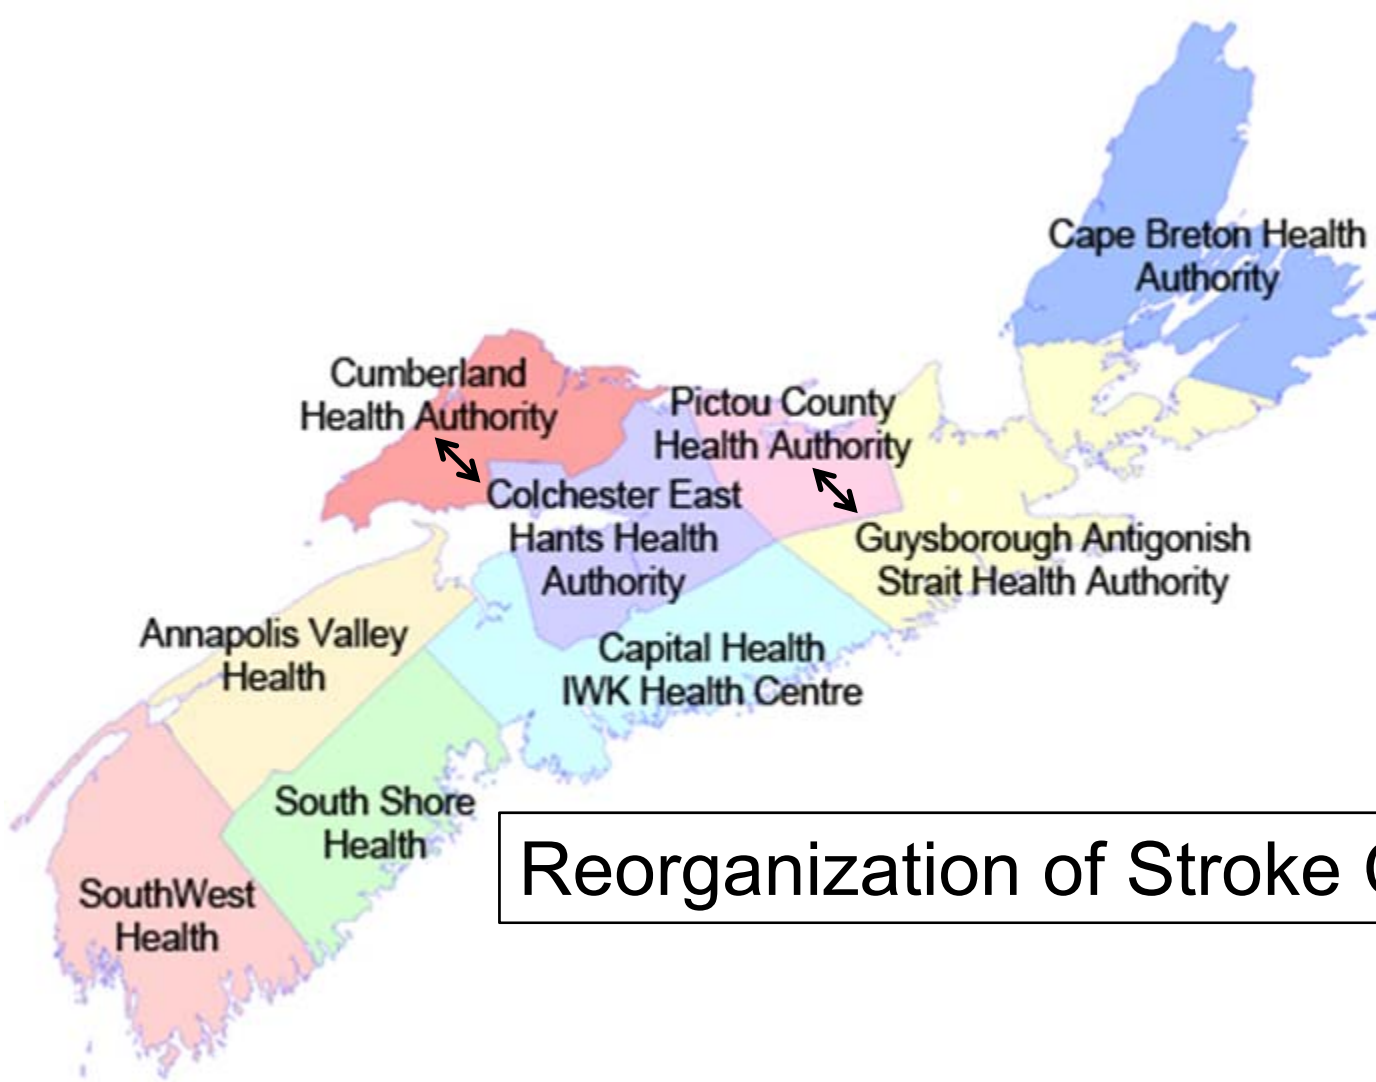 Cape Breton Health
Authority
Cumberland
Health Authority
Pictou County
Health Authority
Colchester East
Hants Health
Authority
Guysborough Antigonish
Strait Health Authority
Annapolis Valley
Health
Capital Health
IWK Health Centre
South Shore
Health
SouthWest
Health
Reorganization of Stroke